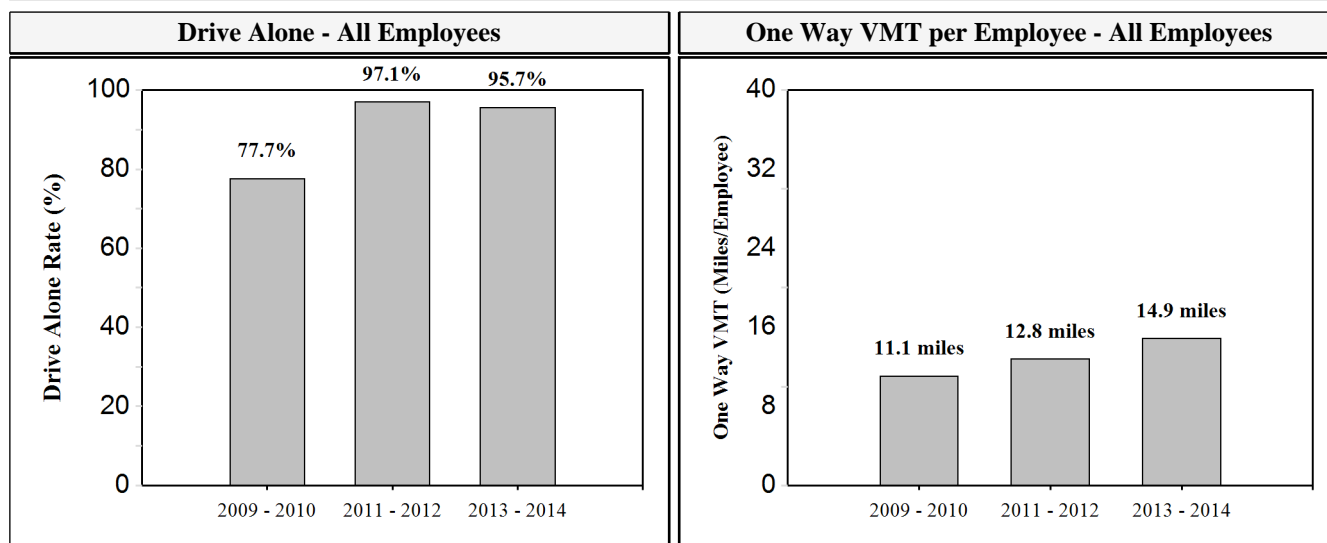 Drive Alone - All Employees
97.1%
95.7%
77.7%
100
80
60
40
20
0
Drive Alone Rate (%)
2009 - 2010
2011 - 2012
2013 - 2014
One Way VMT per Employee - All Employees
40
32
24
16
8
0
One Way VMT (Miles/Employee)
11.1 miles
12.8 miles
14.9 miles
2009 - 2010
2011 - 2012
2013 - 2014